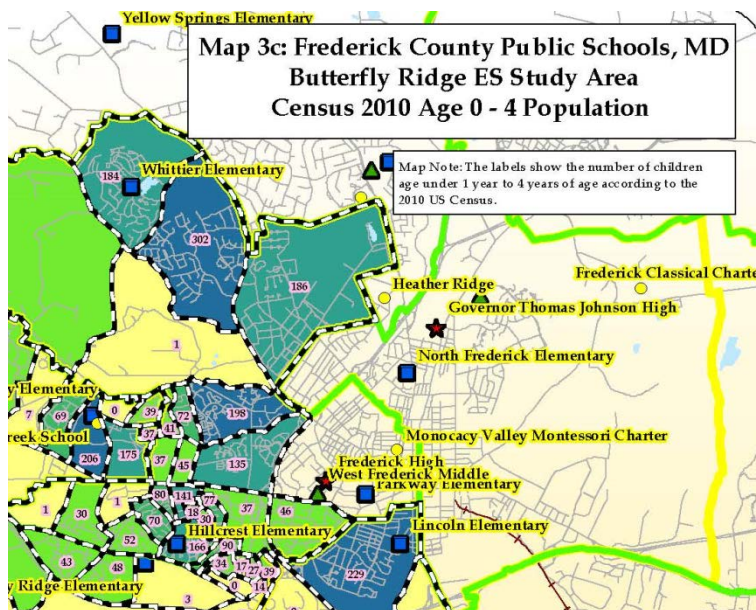 Yellow Springs Elementary
Map 3c: Frederick County Public Schools, MD
Butterfly Ridge ES Study Area
Census 2010 Age 0 - 4 Population
Map Note: The labels show the number of children
age under 1 year to 4 years of age according to the
2010 US Census.
Whittier Elementary
184
302
186
Heather Ridge
Frederick Classical Charte
Governor Thomas Johnson High
1
North Frederick Elementary
y Elementary
7
69
0
39
72
198
reek School
37
41
206
175
37
45
135
Monocacy Valley Montessori Charter
Frederick High
West Frederick Middle
Parkway Elementary
1
30
1
80
141
77
37
46
18
30
70
52
Hillcrest Elementary
Lincoln Elementary
166
90
43
48
34
17
27
39
229
y Ridge Elementary
0
14
3
0